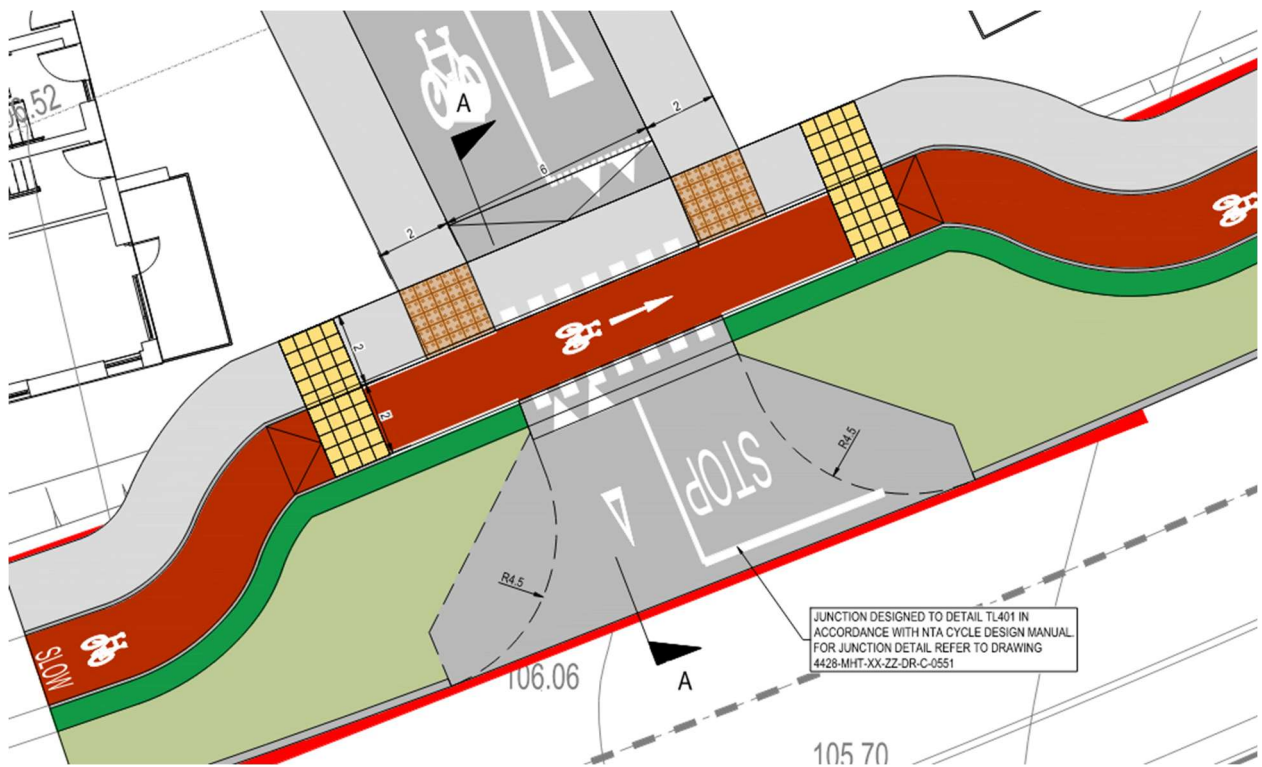 A
2
6
2
2
2
STOP
R4.5
R4.5
SLOW
JUNCTION DESIGNED TO DETAIL TL401 IN
ACCORDANCE WITH NTA CYCLE DESIGN MANUAL.
FOR JUNCTION DETAIL REFER TO DRAWING
4428-MHT-XX-ZZ-DR-C-0551
106.06
A
105.70